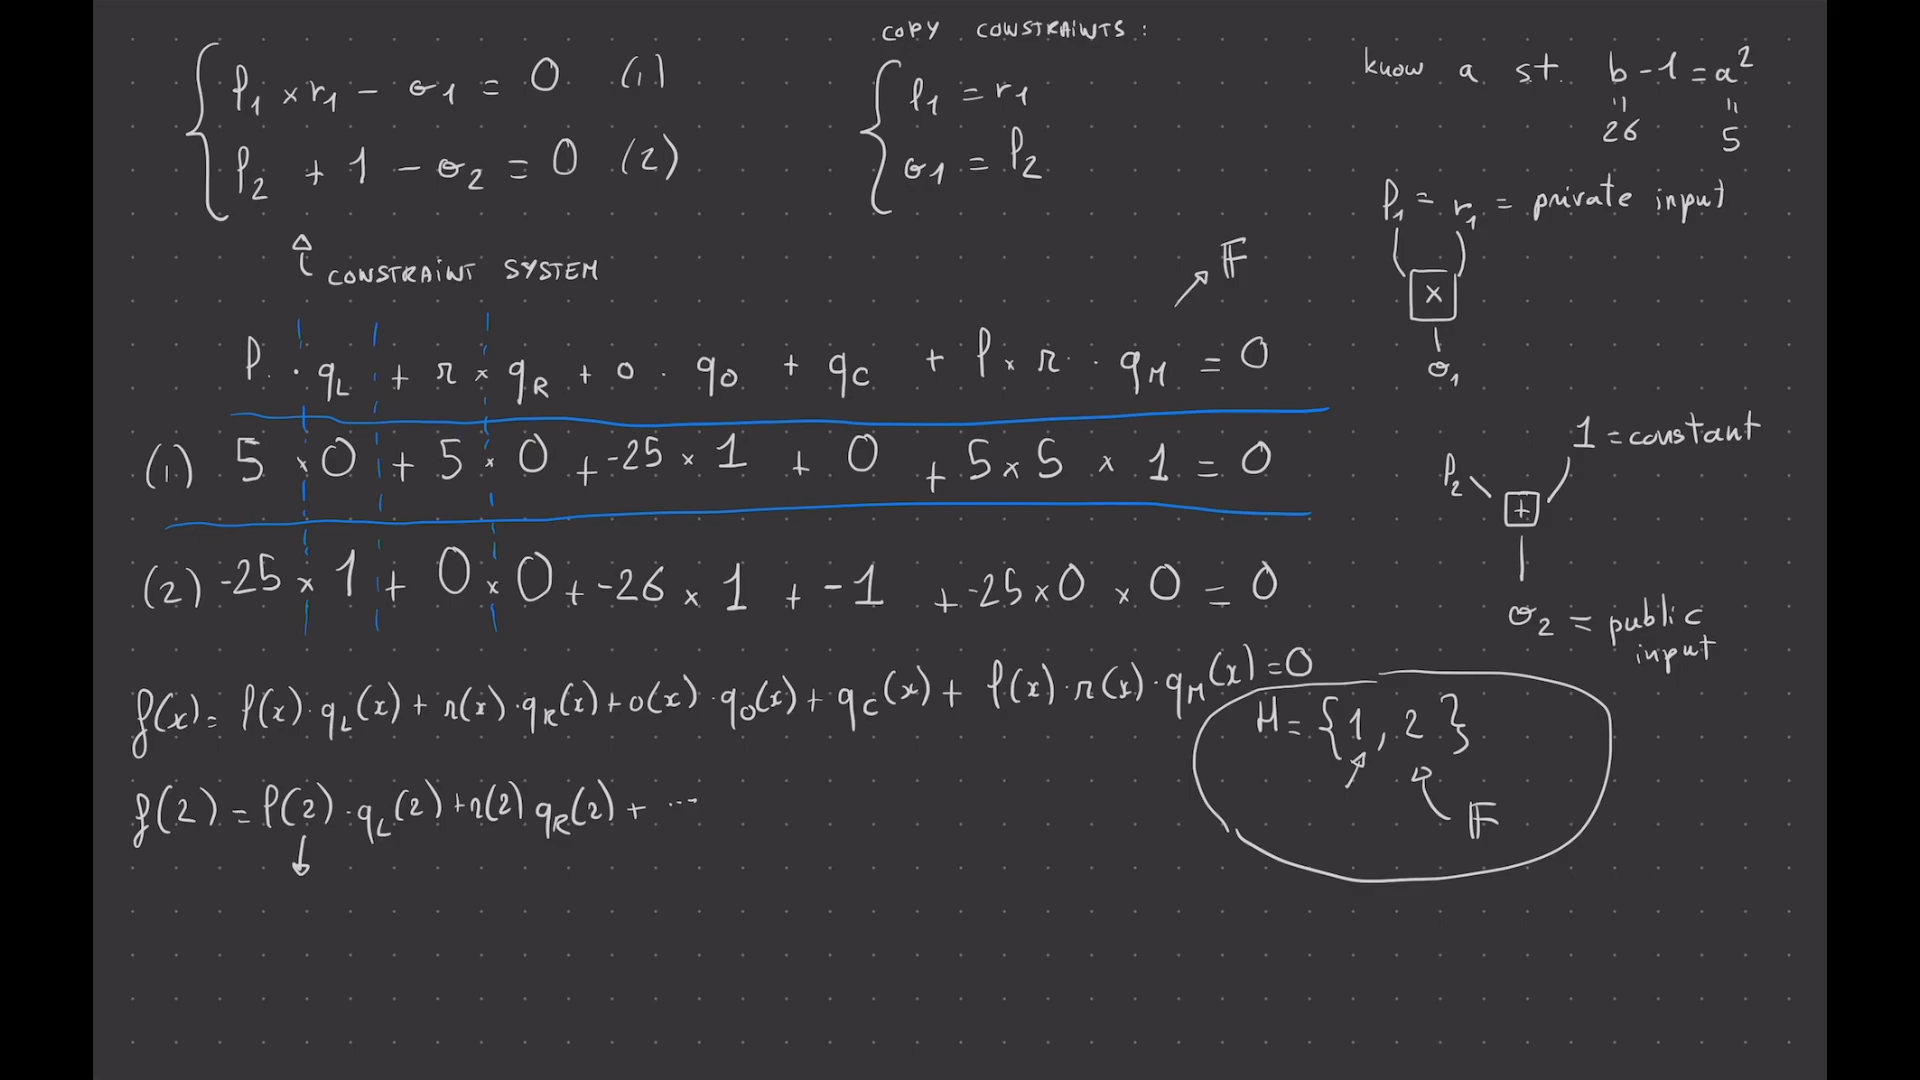 COPY CONSTRAINTS:
l₁ × r₁ - o₁ = 0 (1)
l₂ + 1 - o₂ = 0 (2)
l₁ = r₁
o₁ = l₂
know a st. b - 1 = a²
26 5
l₁ = r₁ = private input
×
o₁
CONSTRAINT SYSTEM
𝔽
l · q_L + r × q_R + o · q_O + q_C + l × r · q_M = 0
(1) 5 × 0 + 5 × 0 + -25 × 1 + 0 + 5 × 5 × 1 = 0
(2) -25 × 1 + 0 × 0 + -26 × 1 + -1 + -25 × 0 × 0 = 0
1 = constant
l₂
+
o₂ = public
input
f(x) = l(x) · q_L(x) + r(x) · q_R(x) + o(x) · q_O(x) + q_C(x) + l(x) · r(x) · q_M(x) = 0
H = {1, 2}
𝔽
f(2) = l(2) · q_L(2) + r(2) q_R(2) + ...